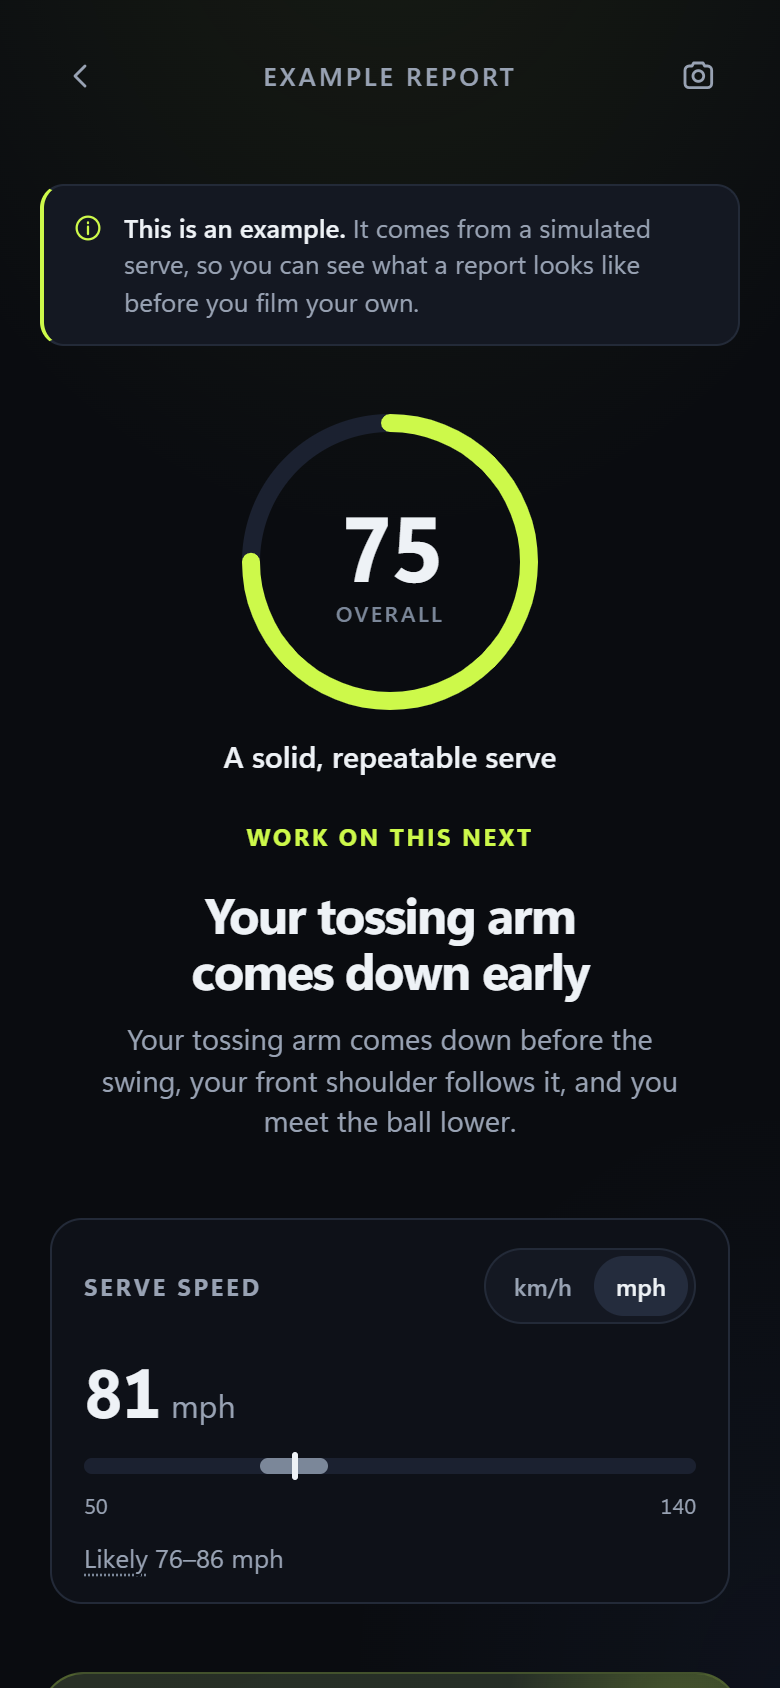 EXAMPLE REPORT
This is an example. It comes from a simulated
serve, so you can see what a report looks like
before you film your own.
75
OVERALL
A solid, repeatable serve
WORK ON THIS NEXT
Your tossing arm
comes down early
Your tossing arm comes down before the
swing, your front shoulder follows it, and you
meet the ball lower.
SERVE SPEED
km/h mph
81 mph
50 140
Likely 76–86 mph